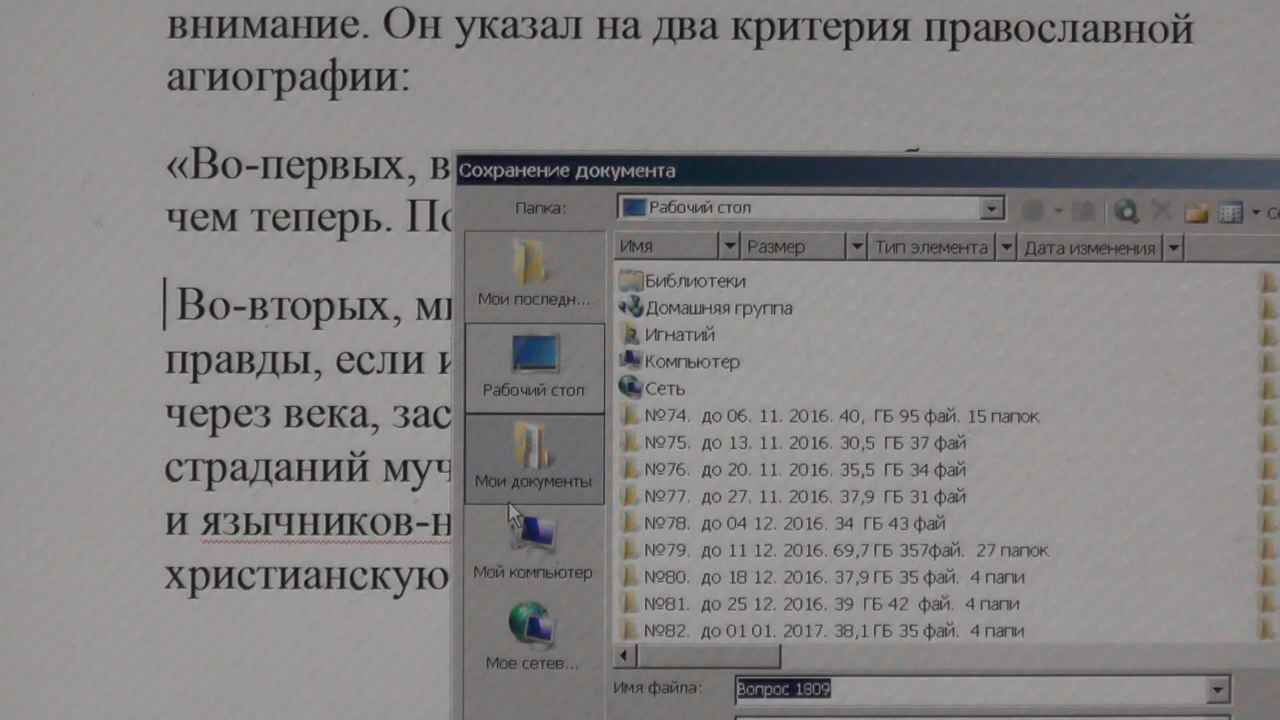 внимание. Он указал на два критерия православной
агиографии:
«Во-первых, в
чем теперь.
Во-вторых,
правды, если
через века,
страданий
и язычников-н
христианскую
Сохранение документа
Папка:
Рабочий стол
Имя
Размер
Тип элемента
Дата изменения
Мои последн...
Рабочий стол
Мои документы
Мой компьютер
Мое сетев...
Библиотеки
Домашняя группа
Игнатий
Компьютер
Сеть
№74. до 06. 11. 2016. 40, ГБ 95 фай. 15 папок
№75. до 13. 11. 2016. 30,5 ГБ 37 фай
№76. до 20. 11. 2016. 35,5 ГБ 34 фай
№77. до 27. 11. 2016. 37,9 ГБ 31 фай
№78. до 04 12. 2016. 34 ГБ 43 фай
№79. до 11 12. 2016. 69,7 ГБ 357фай. 27 папок
№80. до 18 12. 2016. 37,9 ГБ 35 фай. 4 папи
№81. до 25 12. 2016. 39 ГБ 42 фай. 4 папи
№82. до 01 01. 2017. 38,1 ГБ 35 фай. 4 папи
Имя файла:
Вопрос 1809